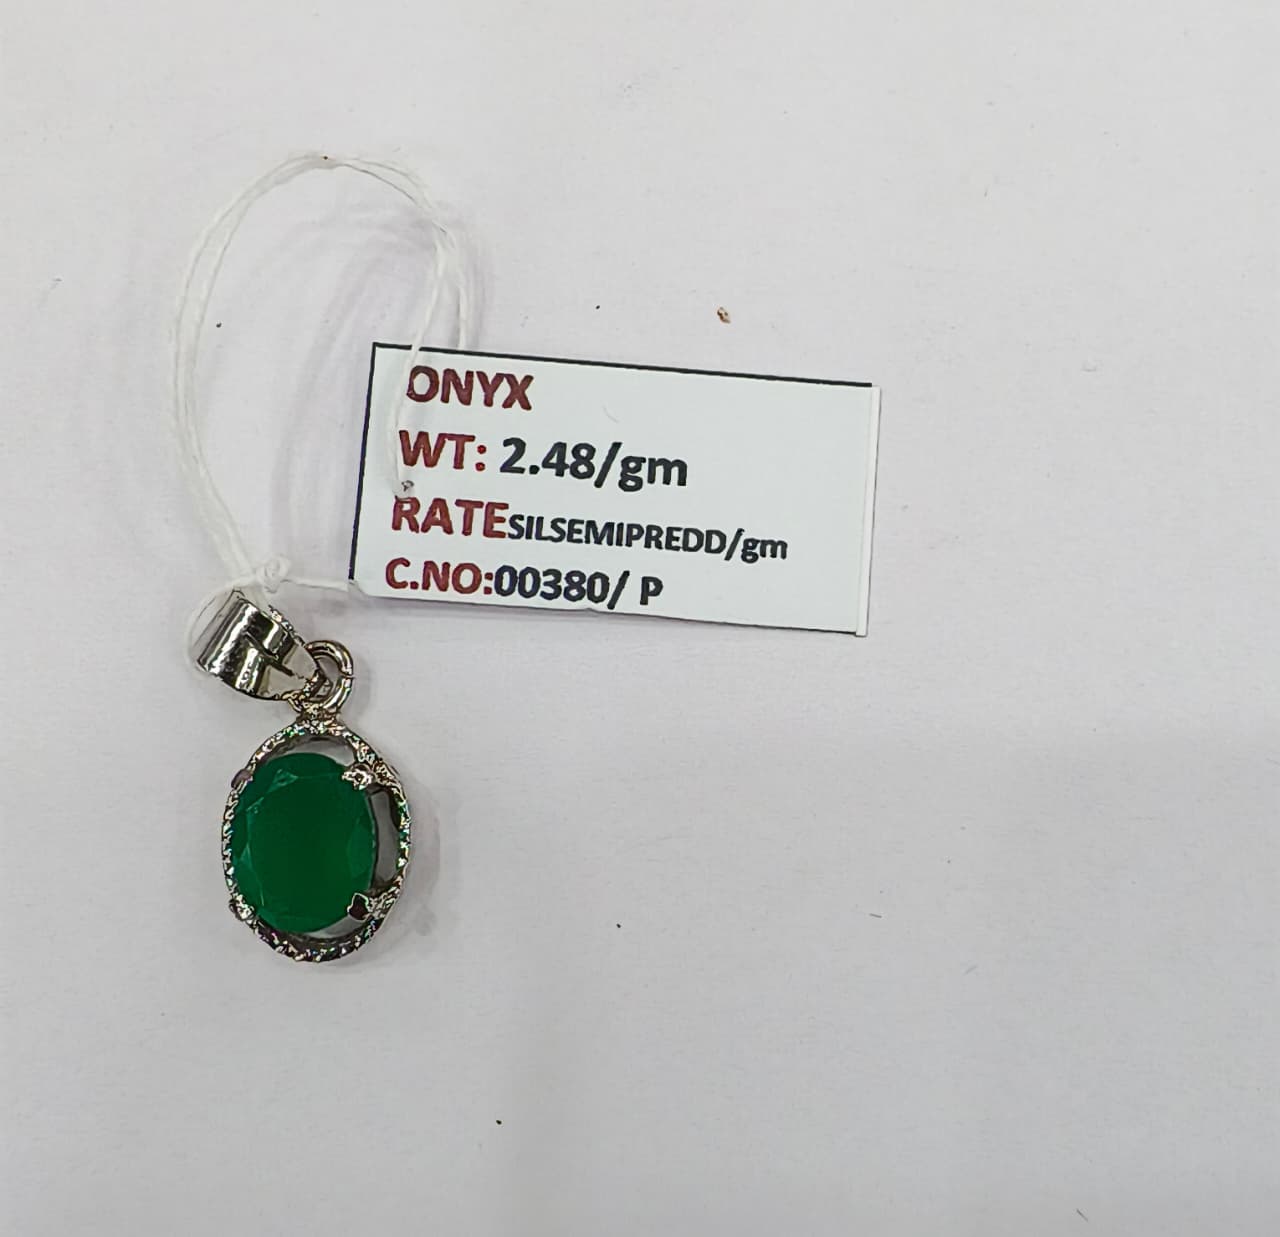 ONYX
WT: 2.48/gm
RATESILSEMIPREDD/gm
C.NO:00380/ P